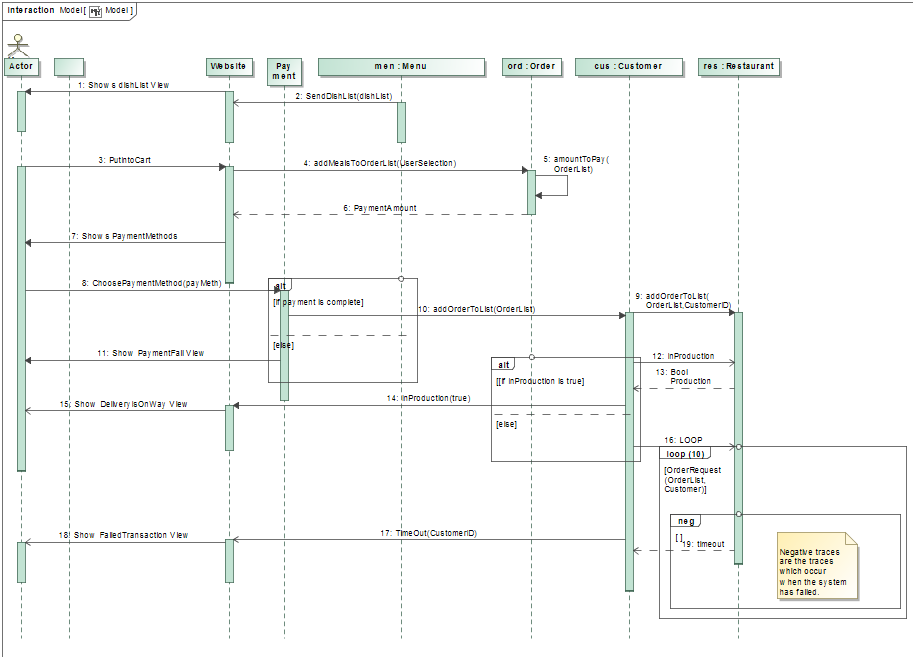 Interaction Model[ Model ]
Actor
Website
Pay
ment
men : Menu
ord : Order
cus : Customer
res : Restaurant
1: Shows dishList View
2: SendDishList(dishList)
3: PutIntoCart
4: addMealsToOrderList(UserSelection)
5: amountToPay(
OrderList)
6: PaymentAmount
7: Shows PaymentMethods
8: ChoosePaymentMethod(payMeth)
alt
[if payment is complete]
9: addOrderToList(
OrderList,CustomerID)
10: addOrderToList(OrderList)
[else]
11: Show PaymentFail View
alt
12: InProduction
13: Bool
Production
[[if InProduction is true]
14: InProduction(true)
15: Show DeliveryIsOnWay View
[else]
16: LOOP
loop (10)
[OrderRequest
(OrderList,
Customer)]
neg
[ ]
17: TimeOut(CustomerID)
18: Show FailedTransaction View
19: timeout
Negative traces
are the traces
which occur
when the system
has failed.